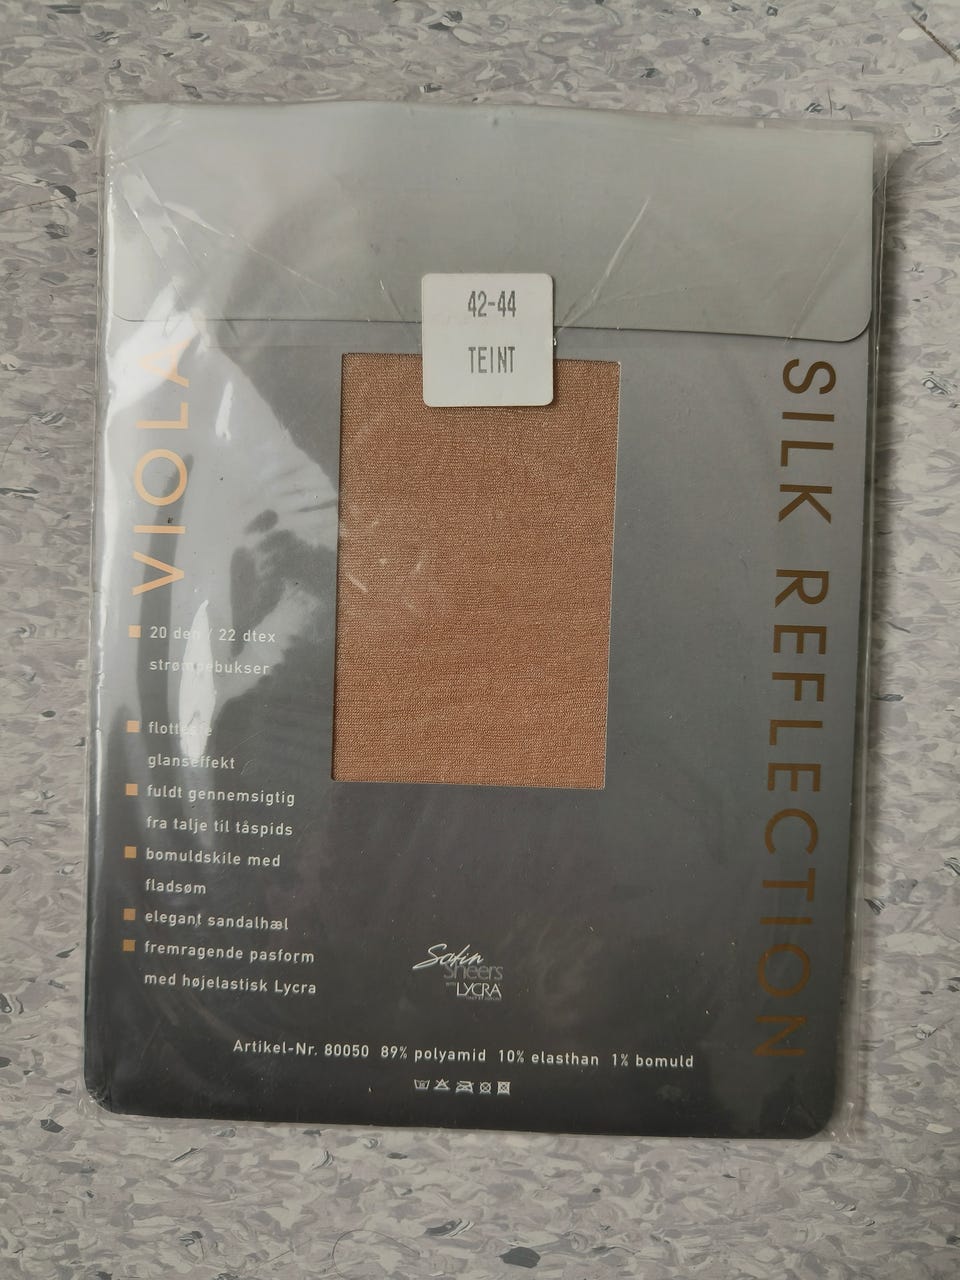 42-44
TEINT
VIOLA
SILK REFLECTION
20 den / 22 dtex
strømpebukser
flotteste
glanseffekt
fuldt gennemsigtig
fra talje til tåspids
bomuldskile med
fladsøm
elegant sandalhæl
fremragende pasform
med højelastisk Lycra
Satin
Sheers
WITH LYCRA
Artikel-Nr. 80050 89% polyamid 10% elasthan 1% bomuld